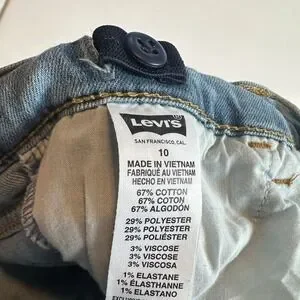 Levi's
SAN FRANCISCO, CAL.
10
MADE IN VIETNAM
FABRIQUÉ AU VIETNAM
HECHO EN VIETNAM
67% COTTON
67% COTON
67% ALGODÓN
29% POLYESTER
29% POLYESTER
29% POLIÉSTER
3% VISCOSE
3% VISCOSE
3% VISCOSA
1% ELASTANE
1% ÉLASTHANNE
1% ELASTANO